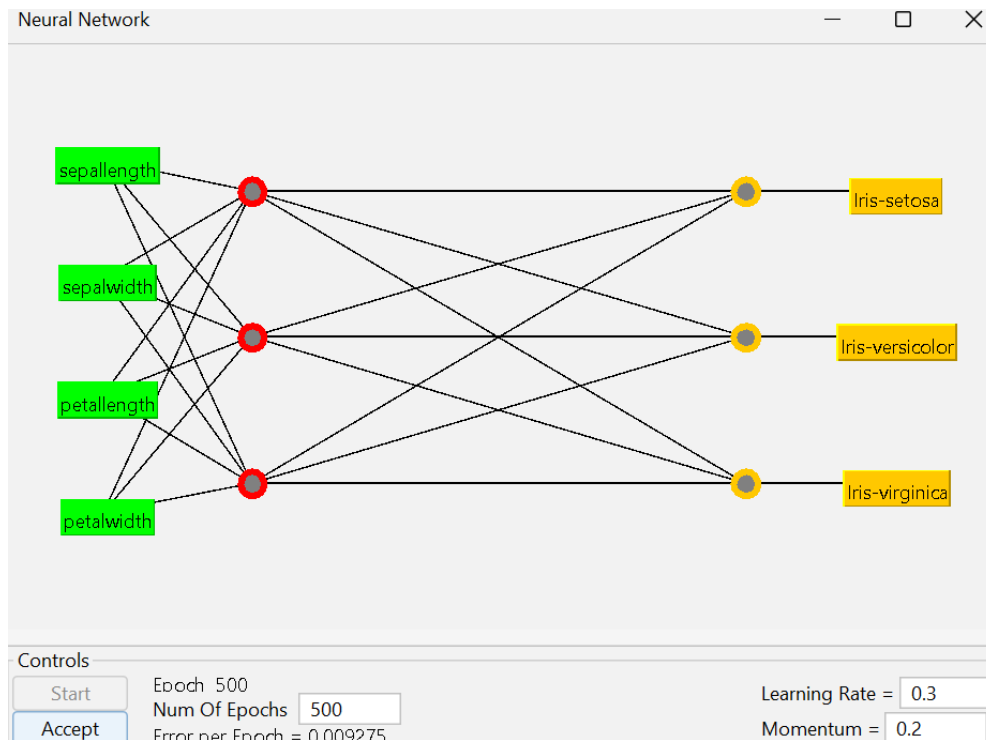 Neural Network
sepallength
Iris-setosa
sepalwidth
Iris-versicolor
petallength
Iris-virginica
petalwidth
Controls
Start
Accept
Epoch 500
Num Of Epochs 500
Error per Epoch = 0.009275
Learning Rate = 0.3
Momentum = 0.2